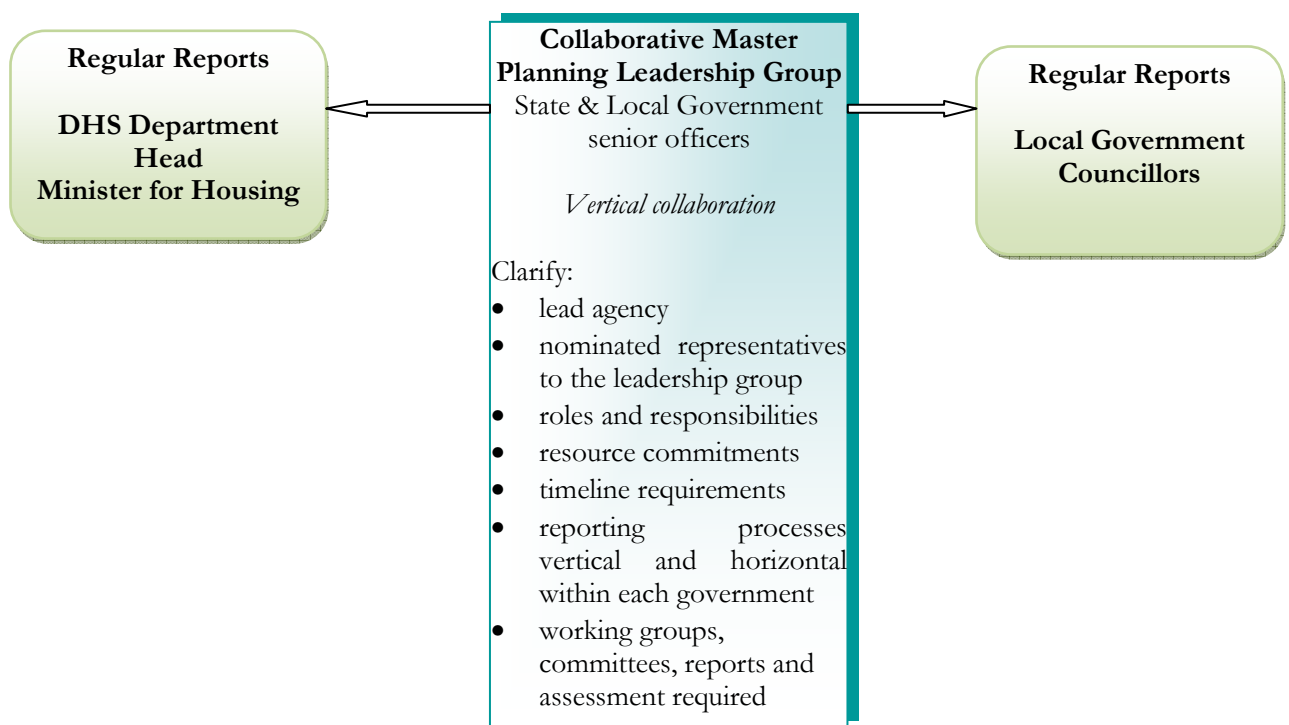 Regular Reports
DHS Department
Head
Minister for Housing
Collaborative Master
Planning Leadership Group
State & Local Government
senior officers
Vertical collaboration
Clarify:
• lead agency
• nominated representatives
to the leadership group
• roles and responsibilities
• resource commitments
• timeline requirements
• reporting processes
vertical and horizontal
within each government
• working groups,
committees, reports and
assessment required
Regular Reports
Local Government
Councillors